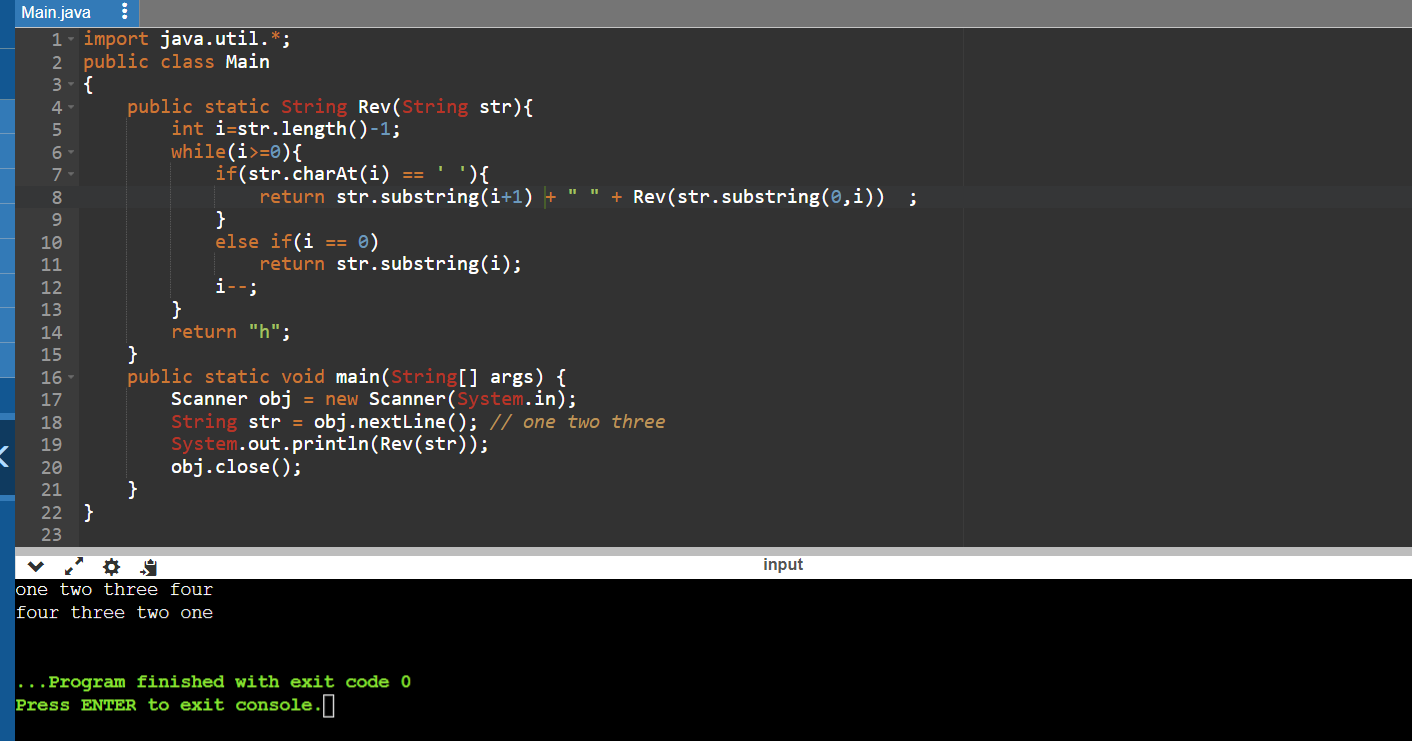 Main.java
1 import java.util.*;
2 public class Main
3 {
4     public static String Rev(String str){
5         int i=str.length()-1;
6         while(i>=0){
7             if(str.charAt(i) == ' '){
8                 return str.substring(i+1) + " " + Rev(str.substring(0,i))  ;
9             }
10             else if(i == 0)
11                 return str.substring(i);
12             i--;
13         }
14         return "h";
15     }
16     public static void main(String[] args) {
17         Scanner obj = new Scanner(System.in);
18         String str = obj.nextLine(); // one two three
19         System.out.println(Rev(str));
20         obj.close();
21     }
22 }
23
input
one two three four
four three two one
...Program finished with exit code 0
Press ENTER to exit console.